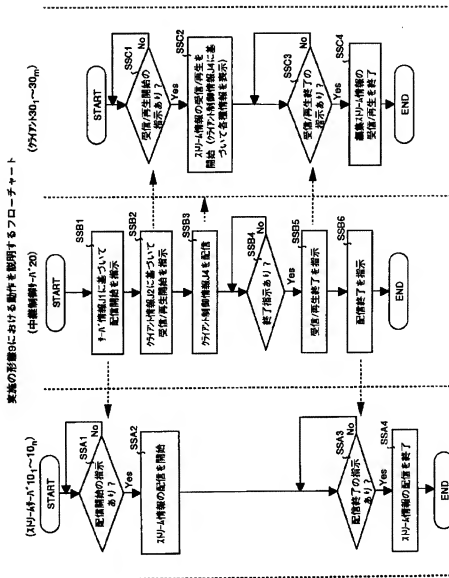 実施の形態9における動作を説明するフローチャート
(ストリームサーバ10₁~10ₙ)
START
SSA1
配信開始の指示
あり?
No
Yes
SSA2
ストリーム情報の配信を開始
SSA3
配信終了の指示
あり?
No
Yes
SSA4
ストリーム情報の配信を終了
END
(中継制御サーバ20)
START
SSB1
サーバ情報J1に基づいて
配信開始を指示
SSB2
クライアント情報J2に基づいて
受信/再生開始を指示
SSB3
クライアント制御情報J4を配信
SSB4
終了指示あり?
No
Yes
SSB5
受信/再生終了を指示
SSB6
配信終了を指示
END
(クライアント30₁~30ₘ)
START
SSC1
受信/再生開始の
指示あり?
No
Yes
SSC2
ストリーム情報の受信/再生を
開始(クライアント制御情報J4に基
づいて各種情報を表示)
SSC3
受信/再生終了の
指示あり?
No
Yes
SSC4
編集ストリーム情報の
受信/再生を終了
END